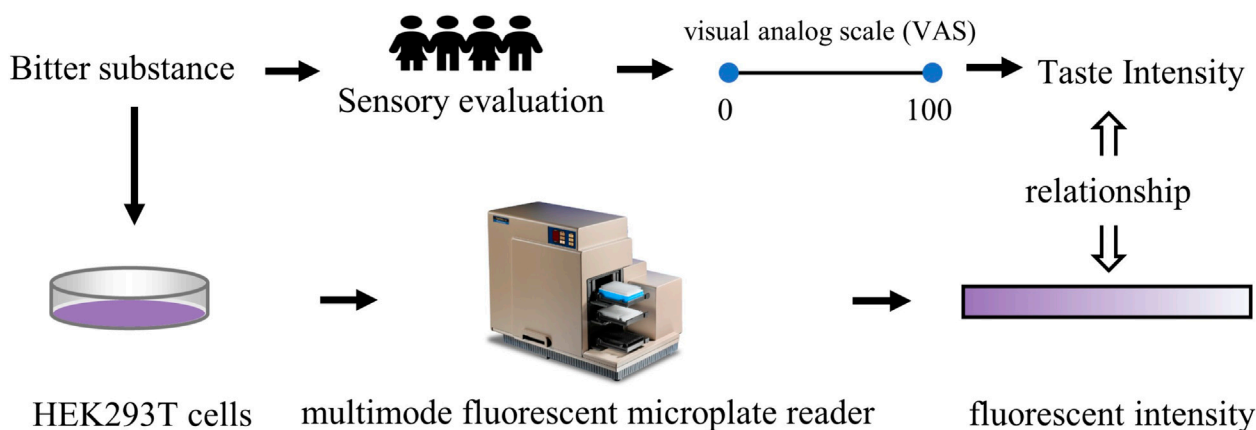 Bitter substance
Sensory evaluation
visual analog scale (VAS)
0
100
Taste Intensity
relationship
HEK293T cells
multimode fluorescent microplate reader
fluorescent intensity